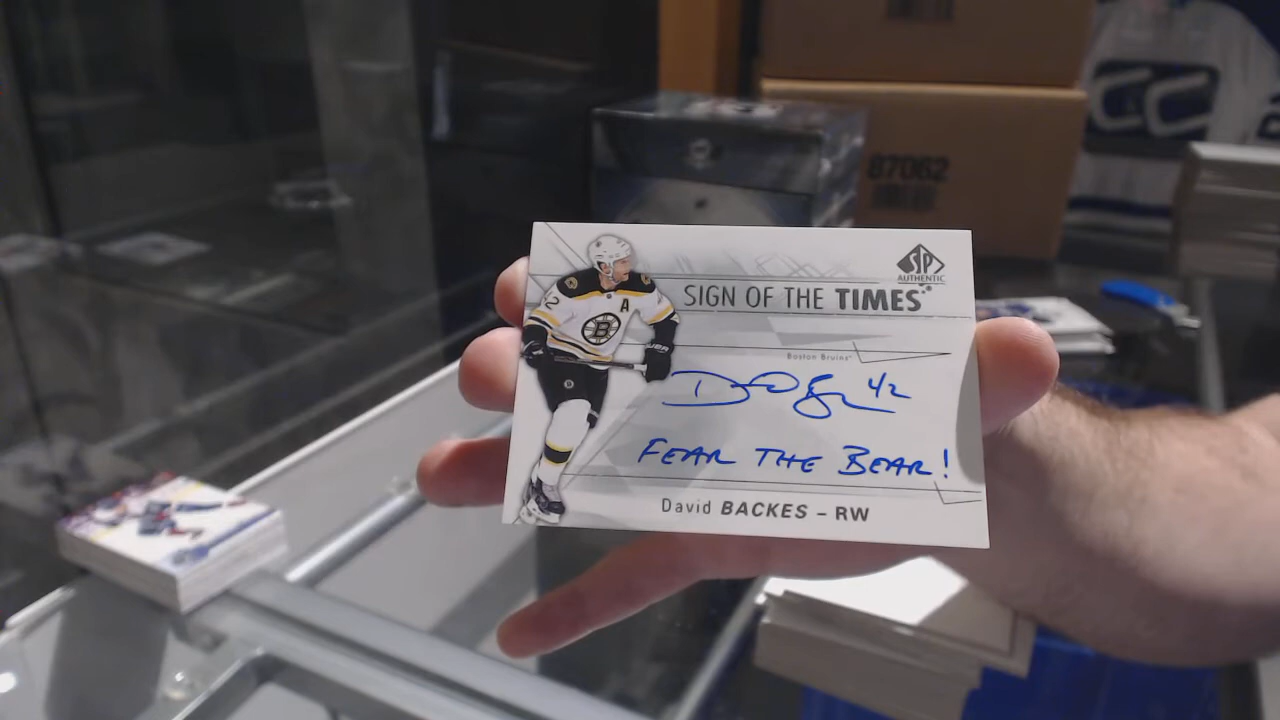 87062
SP
AUTHENTIC
SIGN OF THE TIMES
Boston Bruins
42
FEAR THE BEAR!
David BACKES – RW
A
B